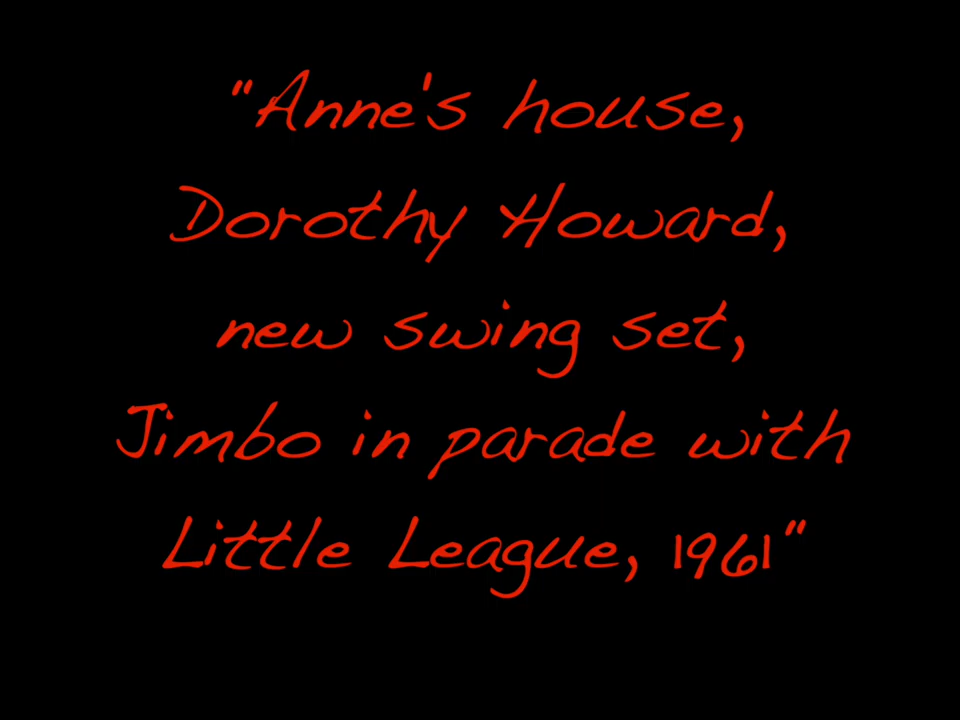 "Anne's house,
Dorothy Howard,
new swing set,
Jimbo in parade with
Little League, 1961"